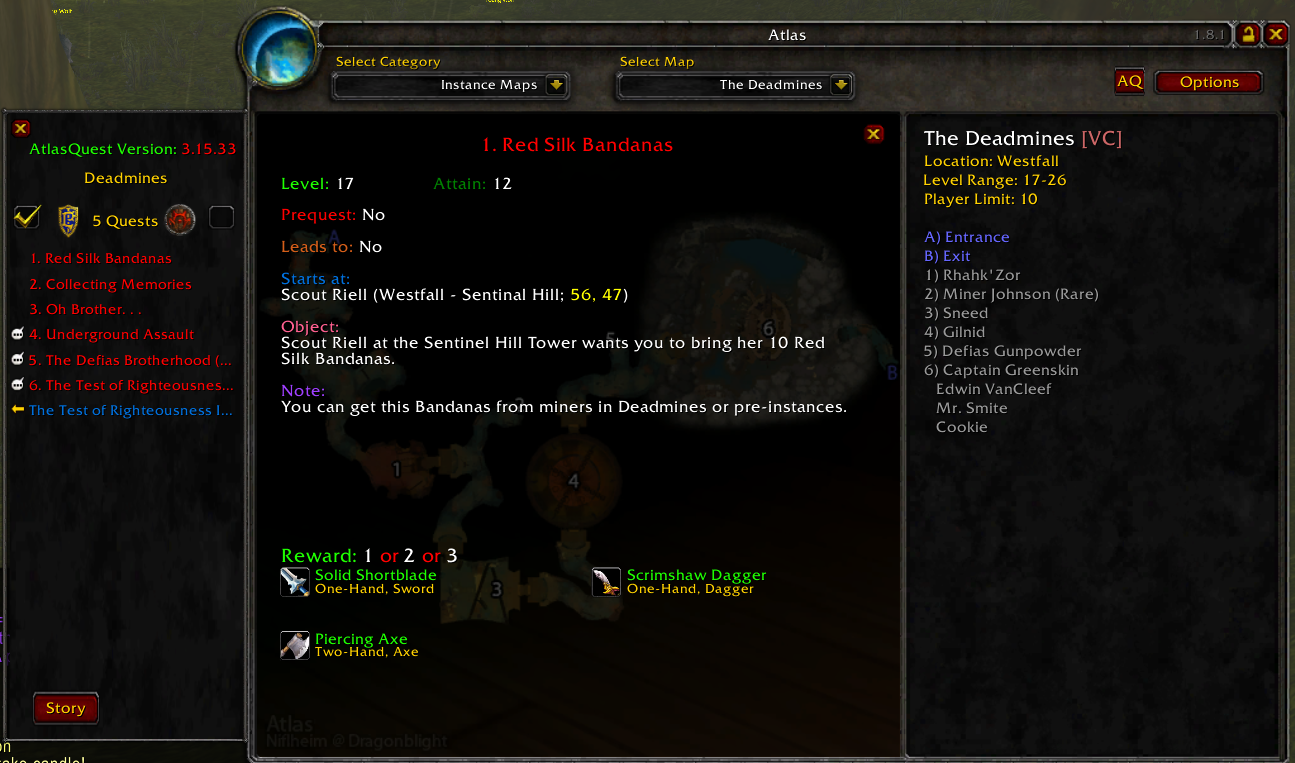 Atlas
1.8.1
Select Category
Select Map
Instance Maps
The Deadmines
AQ
Options
AtlasQuest Version: 3.15.33
Deadmines
5 Quests
1. Red Silk Bandanas
2. Collecting Memories
3. Oh Brother. . .
4. Underground Assault
5. The Defias Brotherhood (...
6. The Test of Righteousnes...
The Test of Righteousness I...
Story
1. Red Silk Bandanas
Level: 17 Attain: 12
Prequest: No
A
Leads to: No
Starts at:
Scout Riell (Westfall - Sentinal Hill; 56, 47)
Object:
Scout Riell at the Sentinel Hill Tower wants you to bring her 10 Red
Silk Bandanas.
Note:
You can get this Bandanas from miners in Deadmines or pre-instances.
5
6
B
2
1
4
3
Reward: 1 or 2 or 3
Solid Shortblade
One-Hand, Sword
Scrimshaw Dagger
One-Hand, Dagger
Piercing Axe
Two-Hand, Axe
Atlas
Niflheim @ Dragonblight
The Deadmines [VC]
Location: Westfall
Level Range: 17-26
Player Limit: 10
A) Entrance
B) Exit
1) Rhahk'Zor
2) Miner Johnson (Rare)
3) Sneed
4) Gilnid
5) Defias Gunpowder
6) Captain Greenskin
Edwin VanCleef
Mr. Smite
Cookie